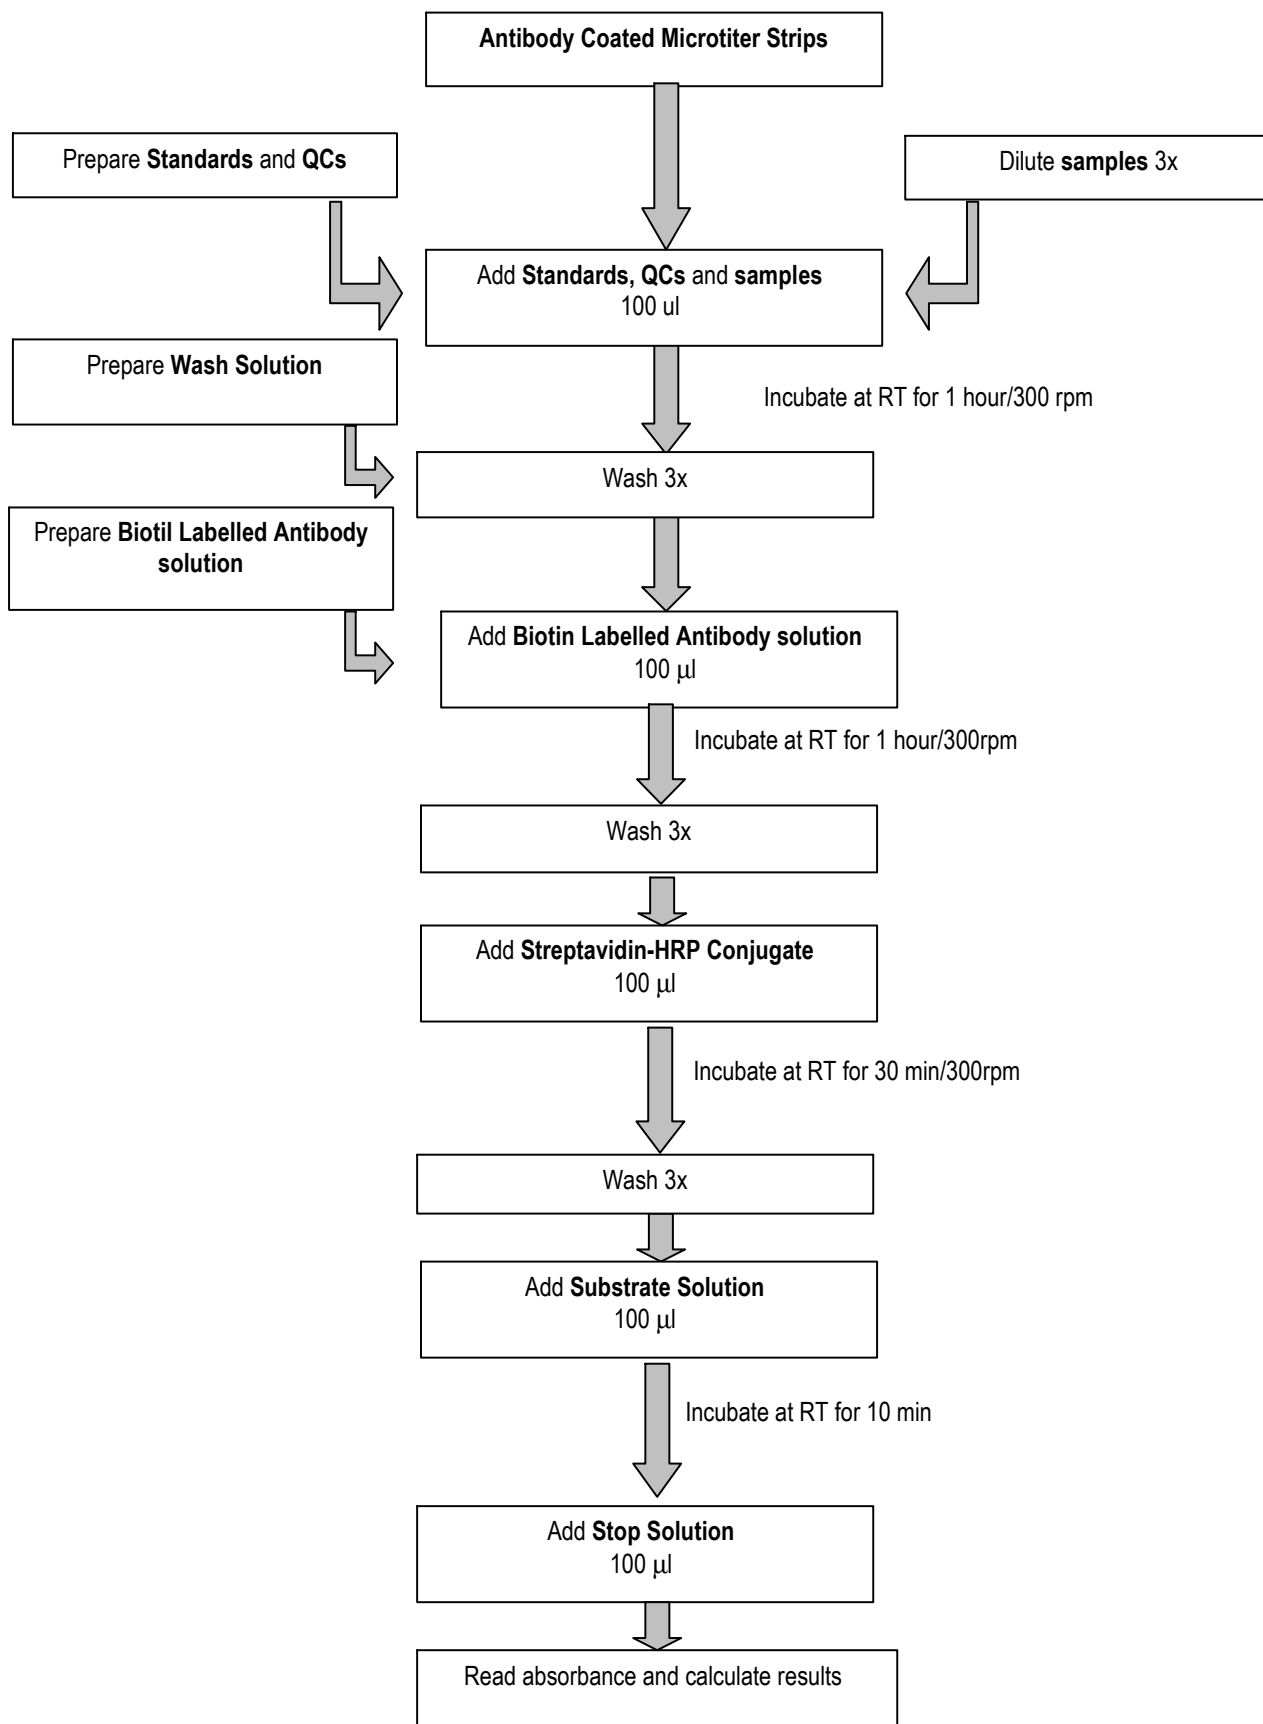 Antibody Coated Microtiter Strips
Prepare Standards and QCs
Dilute samples 3x
Add Standards, QCs and samples
100 ul
Prepare Wash Solution
Incubate at RT for 1 hour/300 rpm
Wash 3x
Prepare Biotil Labelled Antibody
solution
Add Biotin Labelled Antibody solution
100 μl
Incubate at RT for 1 hour/300rpm
Wash 3x
Add Streptavidin-HRP Conjugate
100 μl
Incubate at RT for 30 min/300rpm
Wash 3x
Add Substrate Solution
100 μl
Incubate at RT for 10 min
Add Stop Solution
100 μl
Read absorbance and calculate results